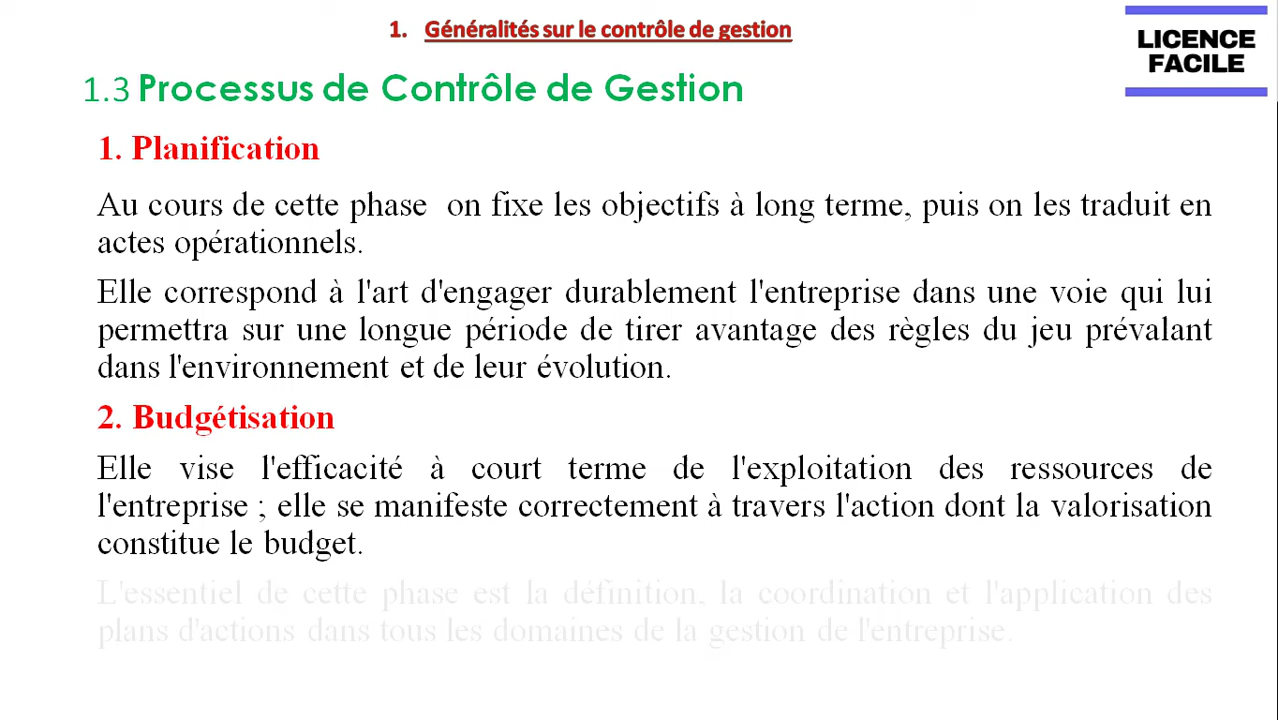 1. Généralités sur le contrôle de gestion
LICENCE
FACILE
1.3 Processus de Contrôle de Gestion
1. Planification
Au cours de cette phase on fixe les objectifs à long terme, puis on les traduit en
actes opérationnels.
Elle correspond à l'art d'engager durablement l'entreprise dans une voie qui lui
permettra sur une longue période de tirer avantage des règles du jeu prévalant
dans l'environnement et de leur évolution.
2. Budgétisation
Elle vise l'efficacité à court terme de l'exploitation des ressources de
l'entreprise ; elle se manifeste correctement à travers l'action dont la valorisation
constitue le budget.
L'essentiel de cette phase est la définition, la coordination et l'application des
plans d'actions dans tous les domaines de la gestion de l'entreprise.